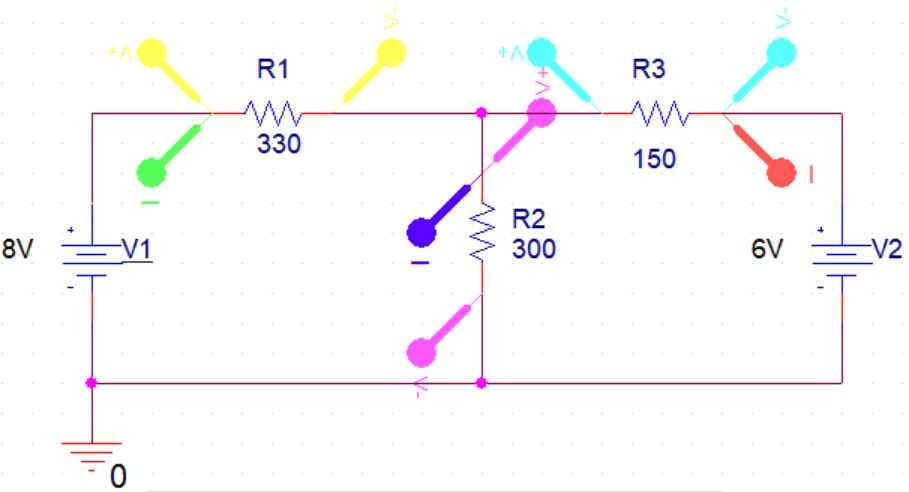 V-
V-
+V
+V
R1
V+
R3
330
150
I
I
R2
300
8V
+
V1
6V
+
V2
I
-
-
-V
0
-